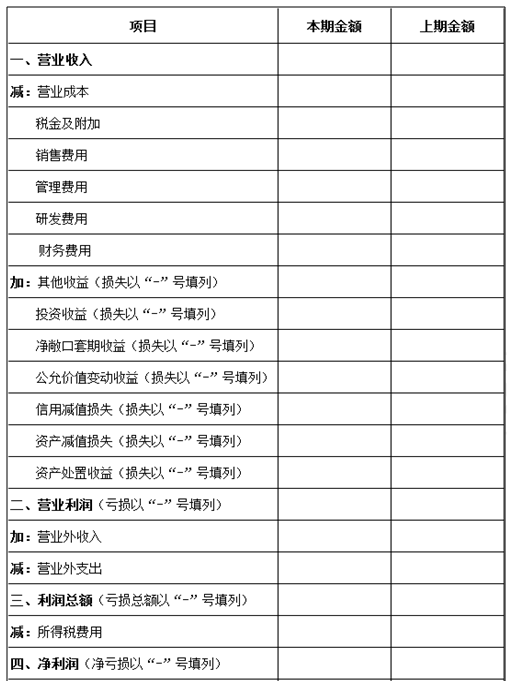 项目 本期金额 上期金额
一、营业收入
减：营业成本
税金及附加
销售费用
管理费用
研发费用
财务费用
加：其他收益（损失以“-”号填列）
投资收益（损失以“-”号填列）
净敞口套期收益（损失以“-”号填列）
公允价值变动收益（损失以“-”号填列）
信用减值损失（损失以“-”号填列）
资产减值损失（损失以“-”号填列）
资产处置收益（损失以“-”号填列）
二、营业利润（亏损以“-”号填列）
加：营业外收入
减：营业外支出
三、利润总额（亏损总额以“-”号填列）
减：所得税费用
四、净利润（净亏损以“-”号填列）